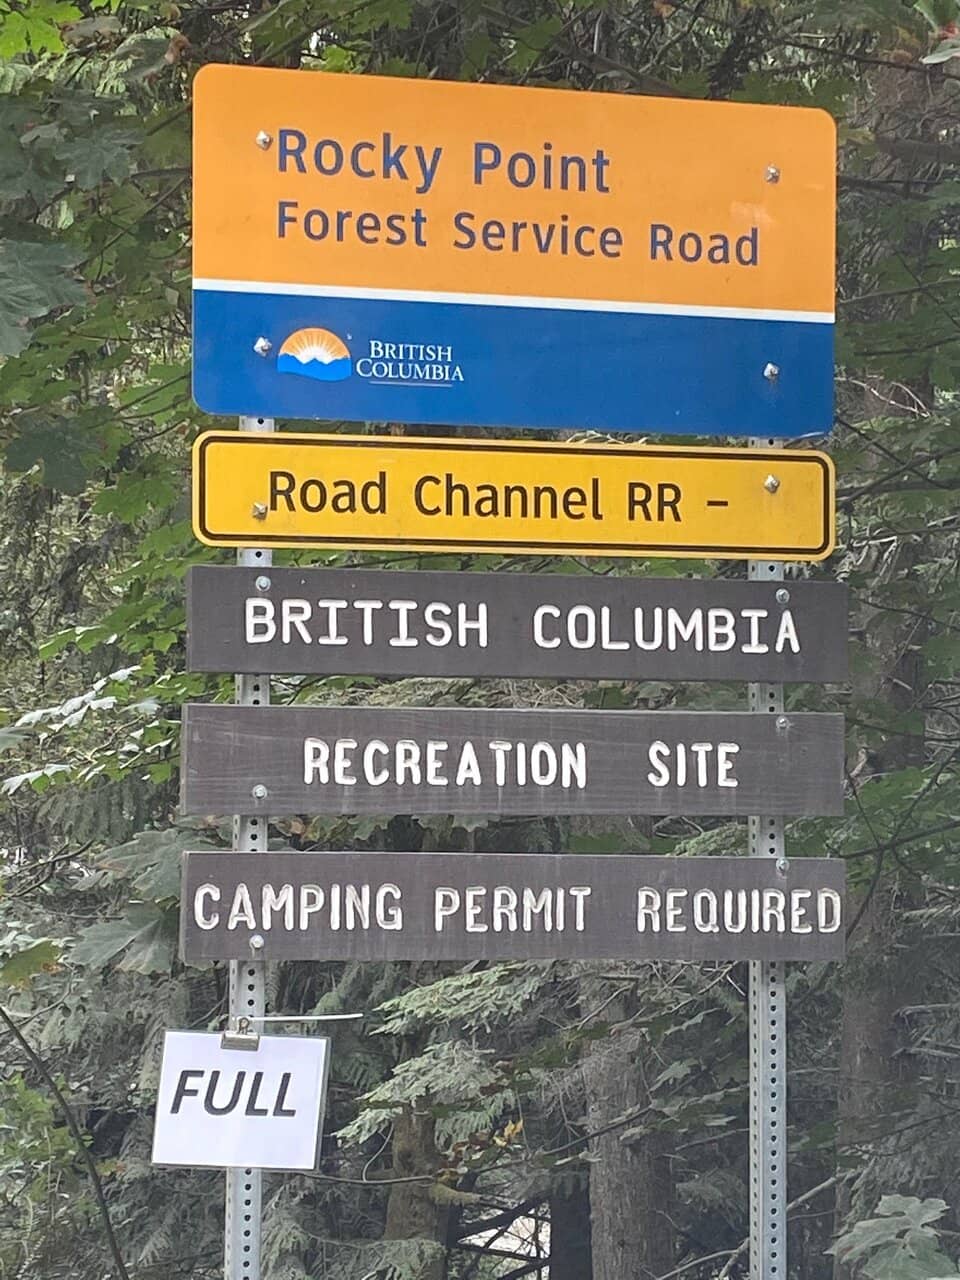 Rocky Point
Forest Service Road
BRITISH
COLUMBIA
Road Channel RR –
BRITISH COLUMBIA
RECREATION SITE
CAMPING PERMIT REQUIRED
FULL